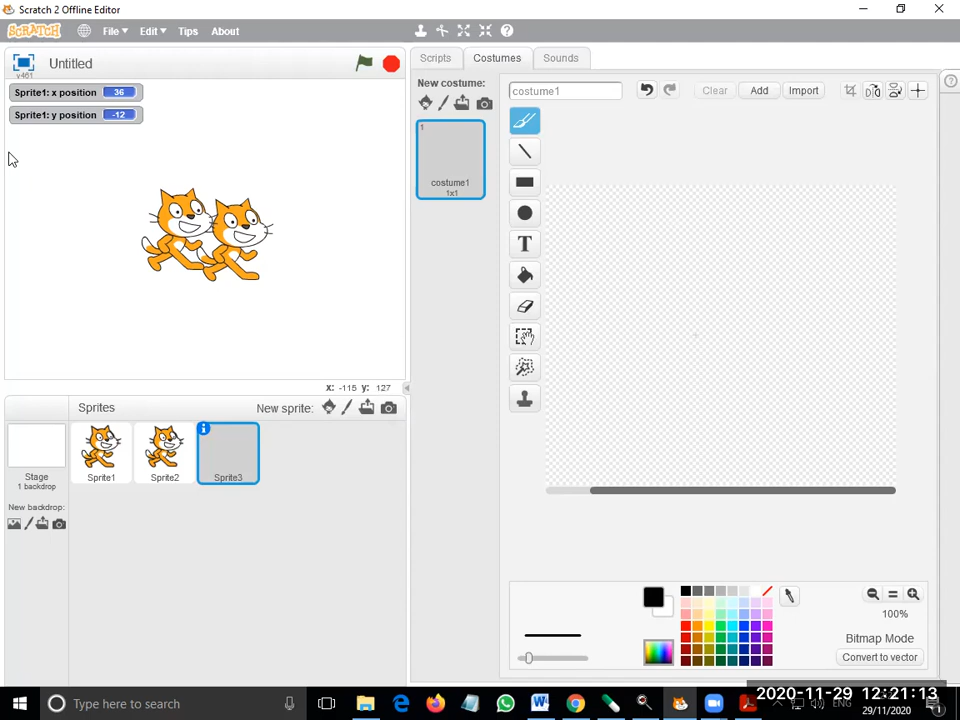 Scratch 2 Offline Editor
SCRATCH File Edit Tips About
v461 Untitled
Sprite1: x position 36
Sprite1: y position -12
x: -115 y: 127
Sprites New sprite:
Stage
1 backdrop
New backdrop:
Sprite1 Sprite2 Sprite3
Scripts Costumes Sounds
New costume:
1
costume1
1x1
costume1 Clear Add Import
T
100%
Bitmap Mode
Convert to vector
Type here to search
ENG
2020-11-29 12:21:13
29/11/2020